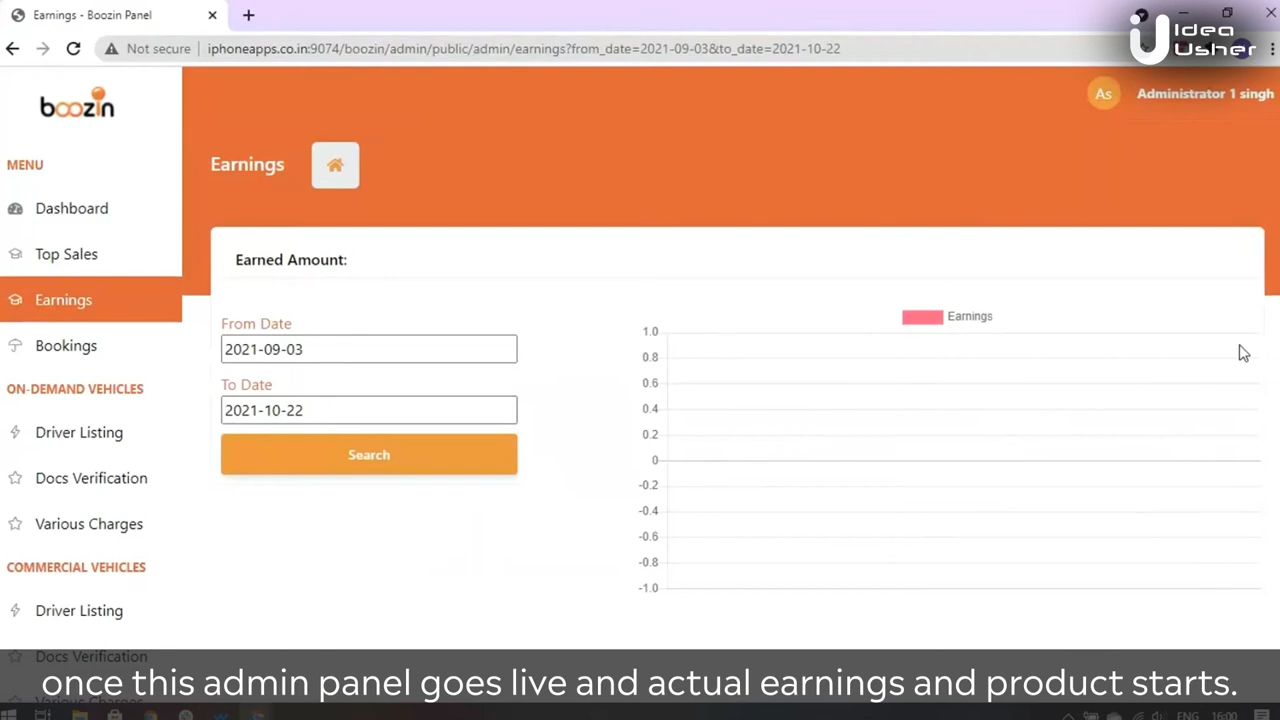 Earnings - Boozin Panel
Not secure
iphoneapps.co.in:9074/boozin/admin/public/admin/earnings?from_date=2021-09-03&to_date=2021-10-22
Idea
Usher
boozin
As
Administrator 1 singh
MENU
Earnings
Dashboard
Top Sales
Earnings
Bookings
ON-DEMAND VEHICLES
Driver Listing
Docs Verification
Various Charges
COMMERCIAL VEHICLES
Driver Listing
Docs Verification
Various Charges
Earned Amount:
From Date
2021-09-03
To Date
2021-10-22
Search
Earnings
1.0
0.8
0.6
0.4
0.2
0
-0.2
-0.4
-0.6
-0.8
-1.0
once this admin panel goes live and actual earnings and product starts.
ENG
16:00